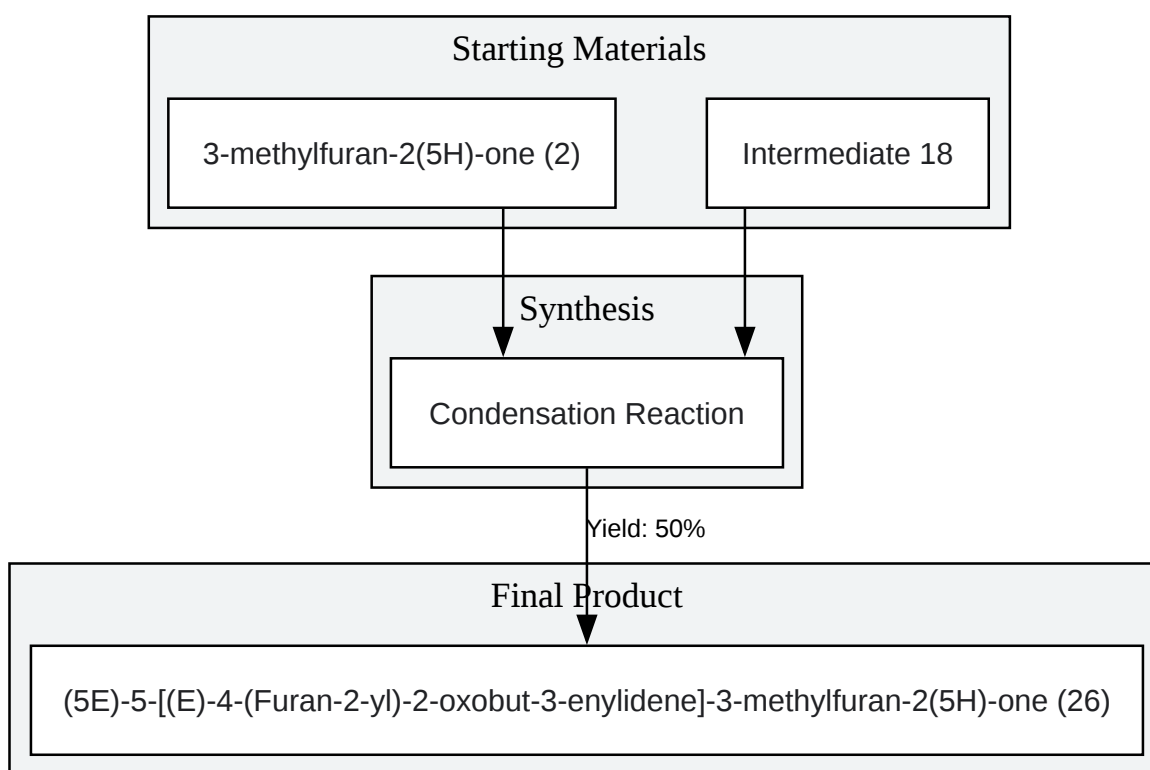 Starting Materials
3-methylfuran-2(5H)-one (2)
Intermediate 18
Synthesis
Condensation Reaction
Yield: 50%
Final Product
(5E)-5-[(E)-4-(Furan-2-yl)-2-oxobut-3-enylidene]-3-methylfuran-2(5H)-one (26)